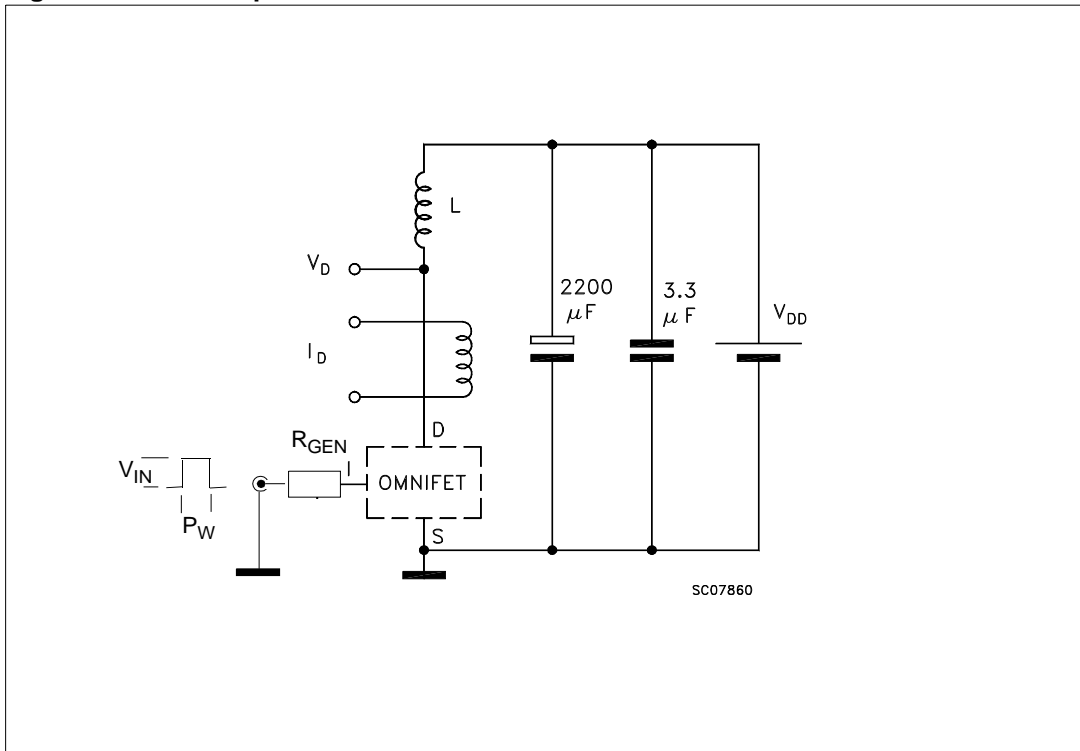 L
V_D
2200
μF
3.3
μF
V_DD
I_D
D
R_GEN
I
V_IN
OMNIFET
P_W
S
SC07860